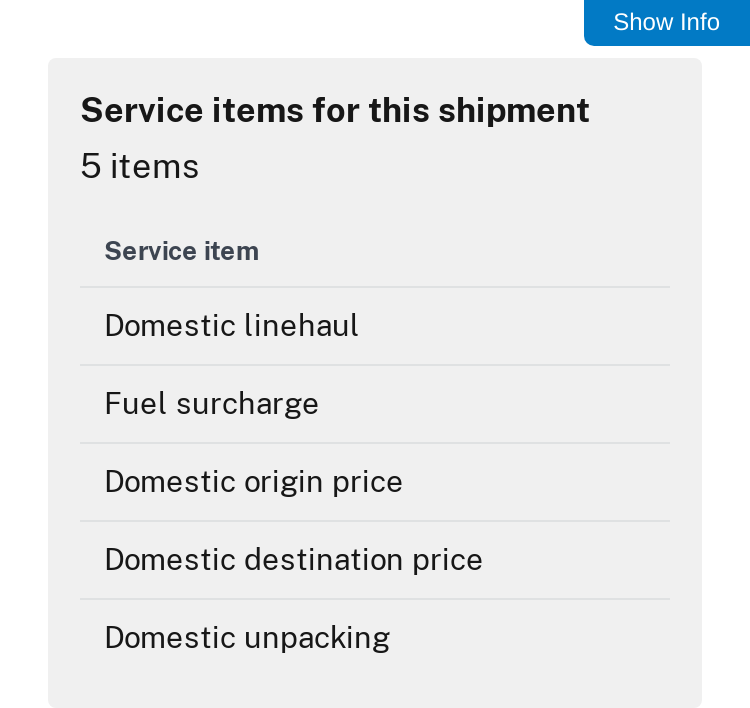 Show Info
Service items for this shipment
5 items
Service item
Domestic linehaul
Fuel surcharge
Domestic origin price
Domestic destination price
Domestic unpacking